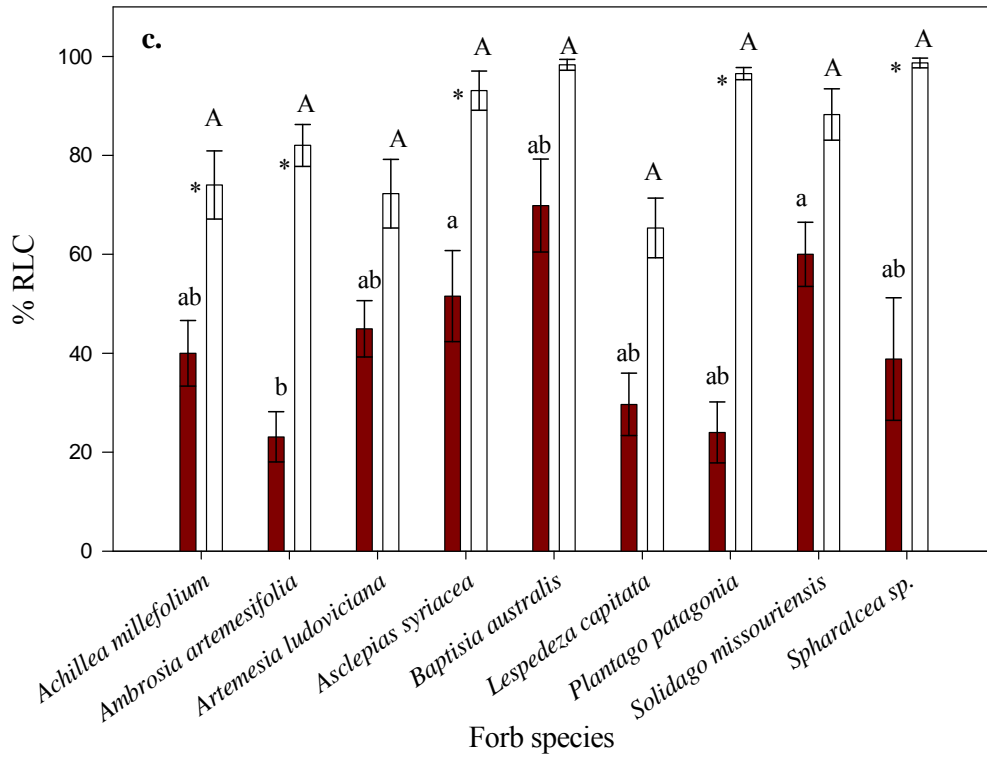 c.
% RLC
100
80
60
40
20
0
ab
A
*
b
A
*
ab
A
a
A
*
ab
A
ab
A
ab
A
*
a
A
ab
A
*
Achillea millefolium
Ambrosia artemesifolia
Artemesia ludoviciana
Asclepias syriacea
Baptisia australis
Lespedeza capitata
Plantago patagonia
Solidago missouriensis
Spharalcea sp.
Forb species